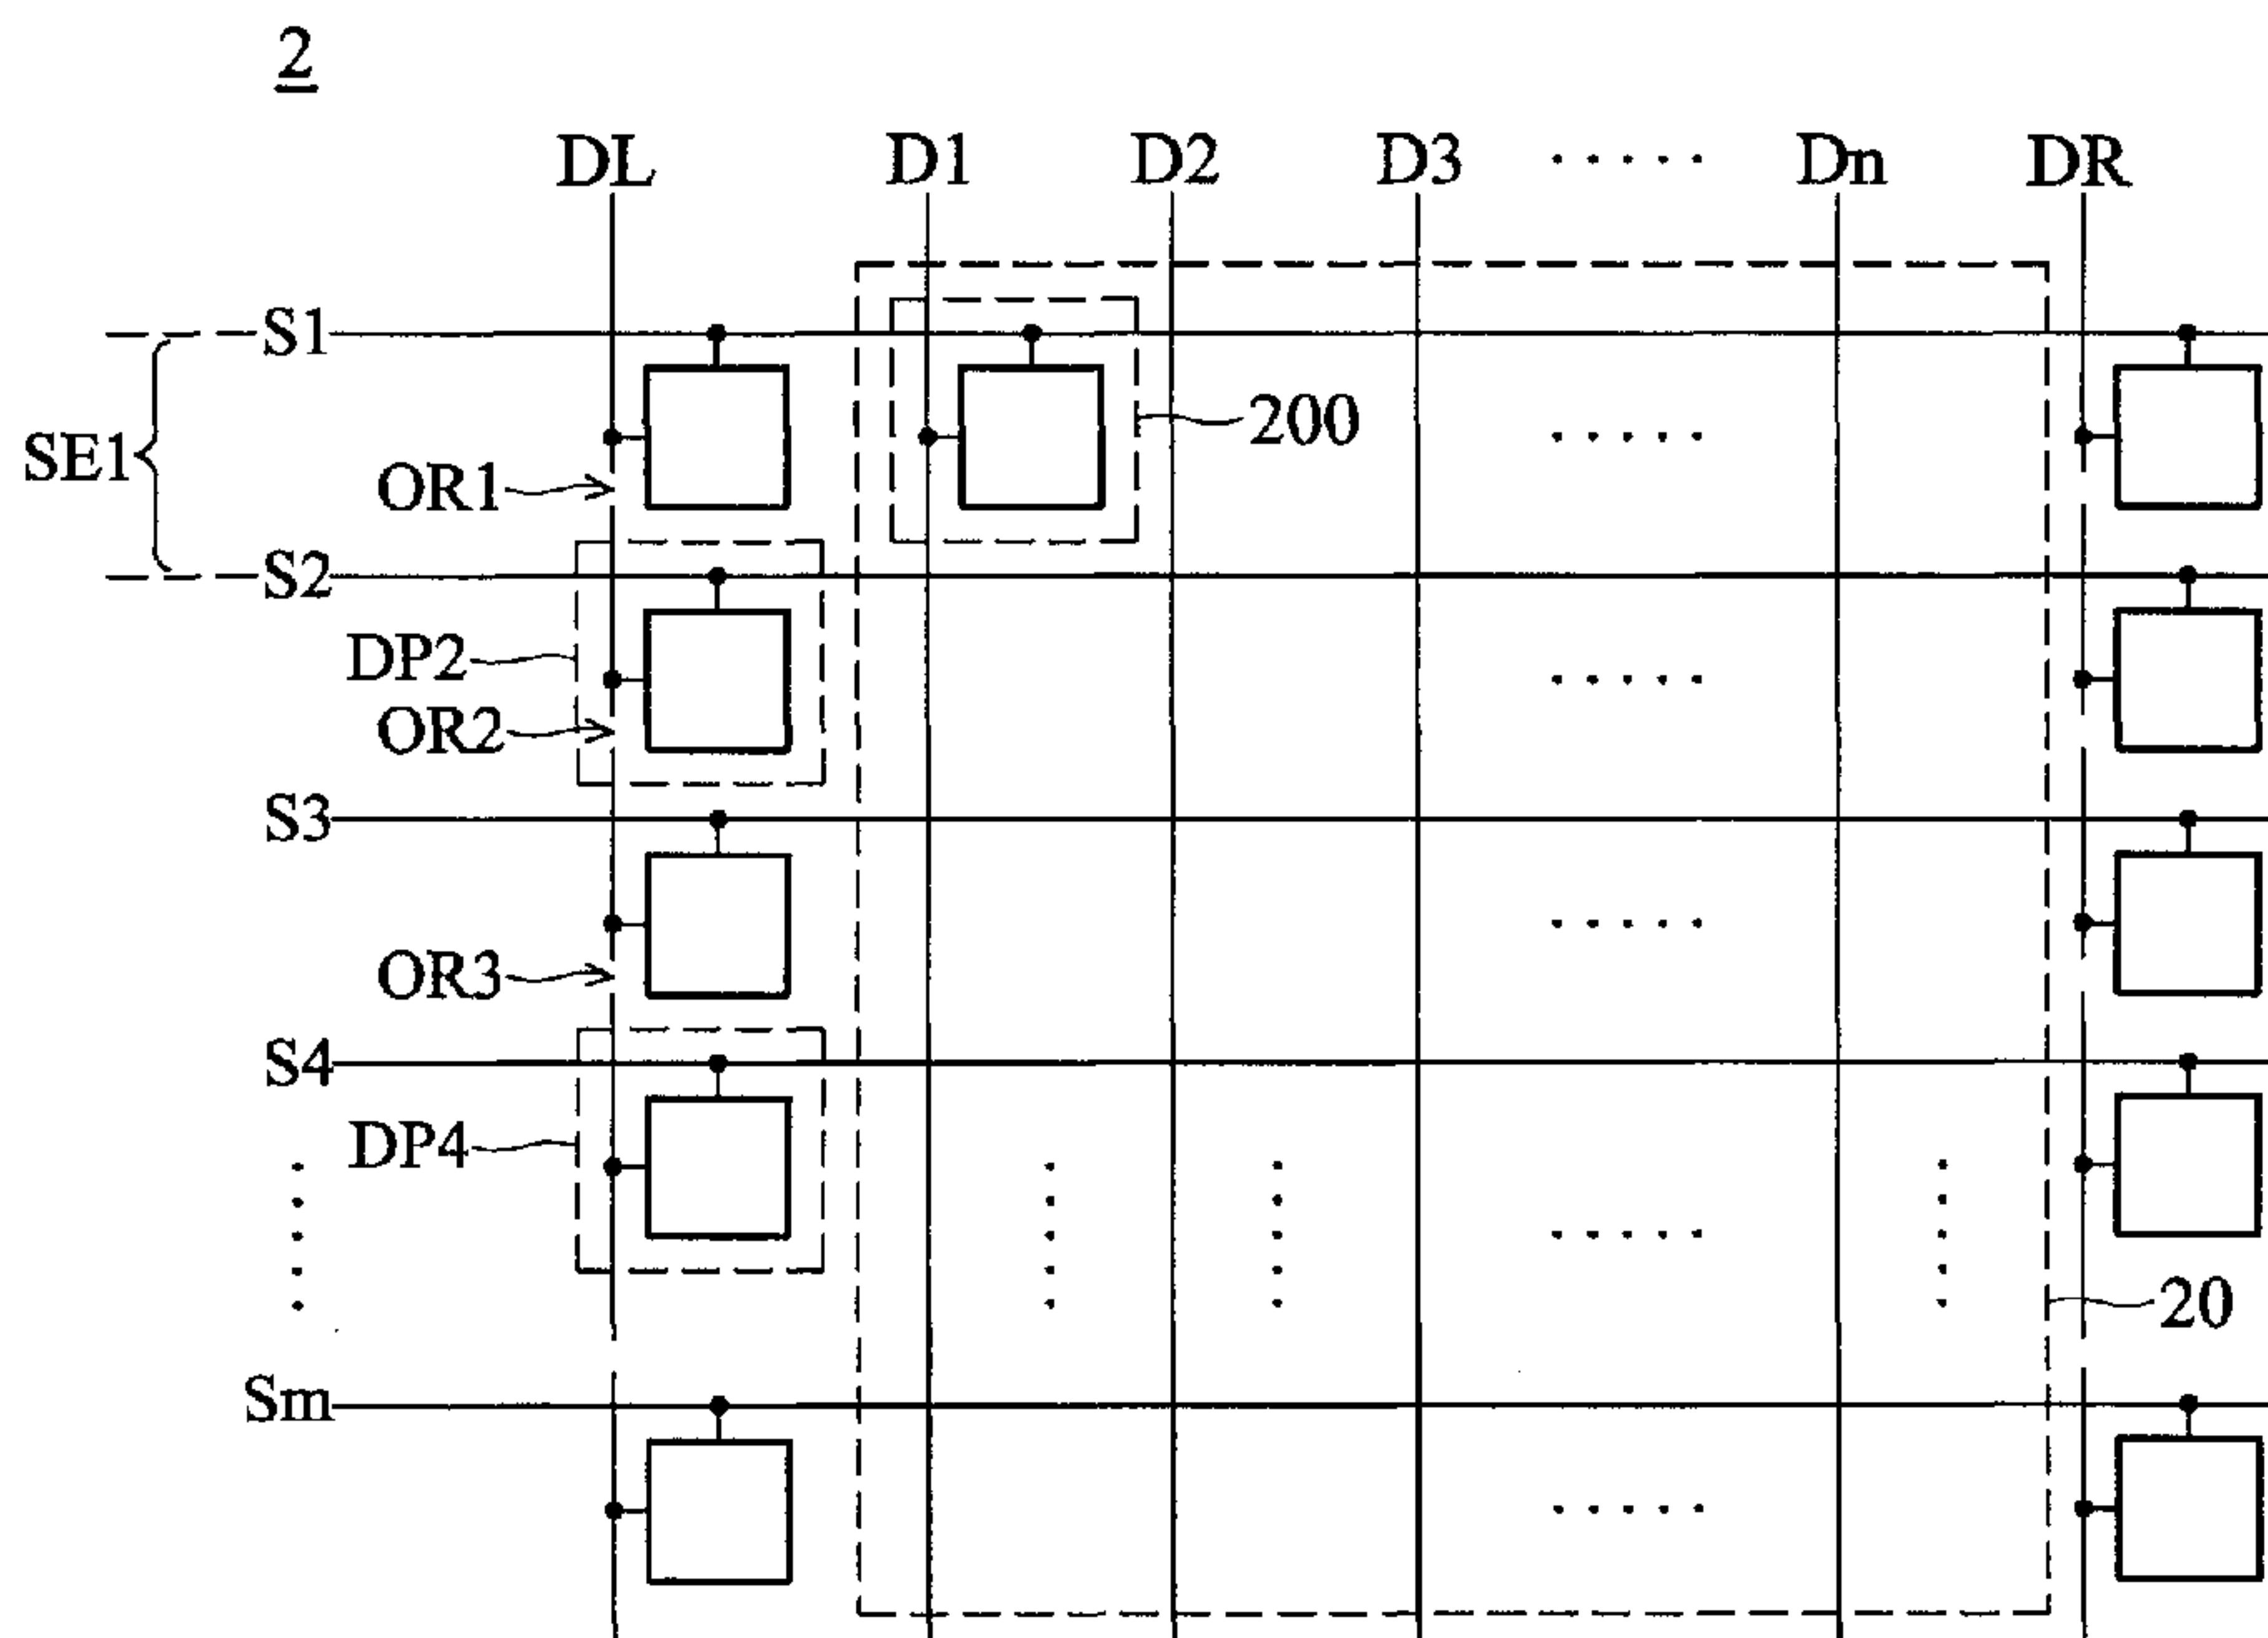 2
DL D1 D2 D3 ····· Dn DR
S1
200
SE1
OR1
S2
DP2
OR2
S3
OR3
S4
DP4
20
Sm